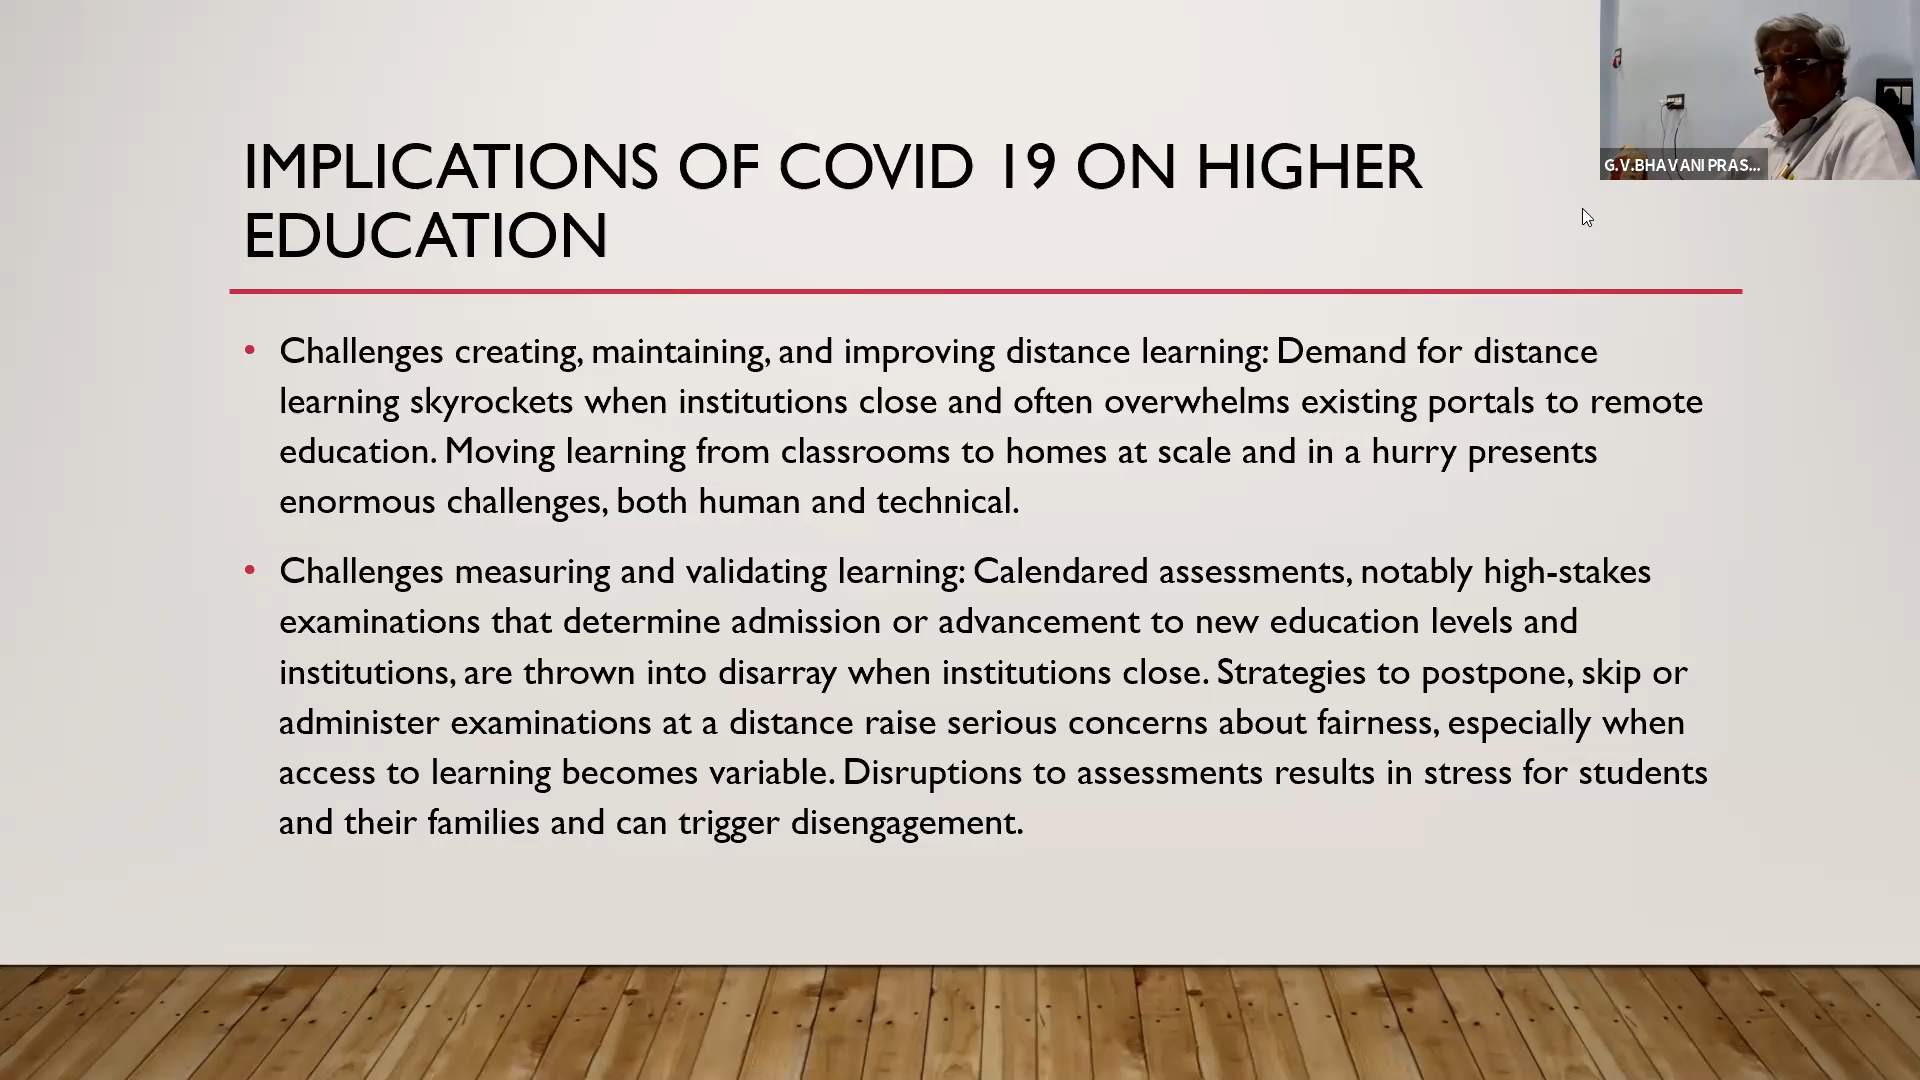 IMPLICATIONS OF COVID 19 ON HIGHER
EDUCATION
G.V.BHAVANI PRAS...
• Challenges creating, maintaining, and improving distance learning: Demand for distance
learning skyrockets when institutions close and often overwhelms existing portals to remote
education. Moving learning from classrooms to homes at scale and in a hurry presents
enormous challenges, both human and technical.
• Challenges measuring and validating learning: Calendared assessments, notably high-stakes
examinations that determine admission or advancement to new education levels and
institutions, are thrown into disarray when institutions close. Strategies to postpone, skip or
administer examinations at a distance raise serious concerns about fairness, especially when
access to learning becomes variable. Disruptions to assessments results in stress for students
and their families and can trigger disengagement.